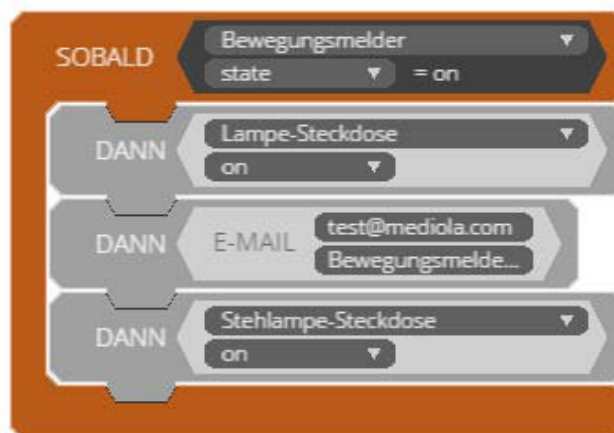 SOBALD
Bewegungsmelder
state = on
DANN
Lampe-Steckdose
on
DANN
E-MAIL
test@mediola.com
Bewegungsmelde...
DANN
Stehlampe-Steckdose
on